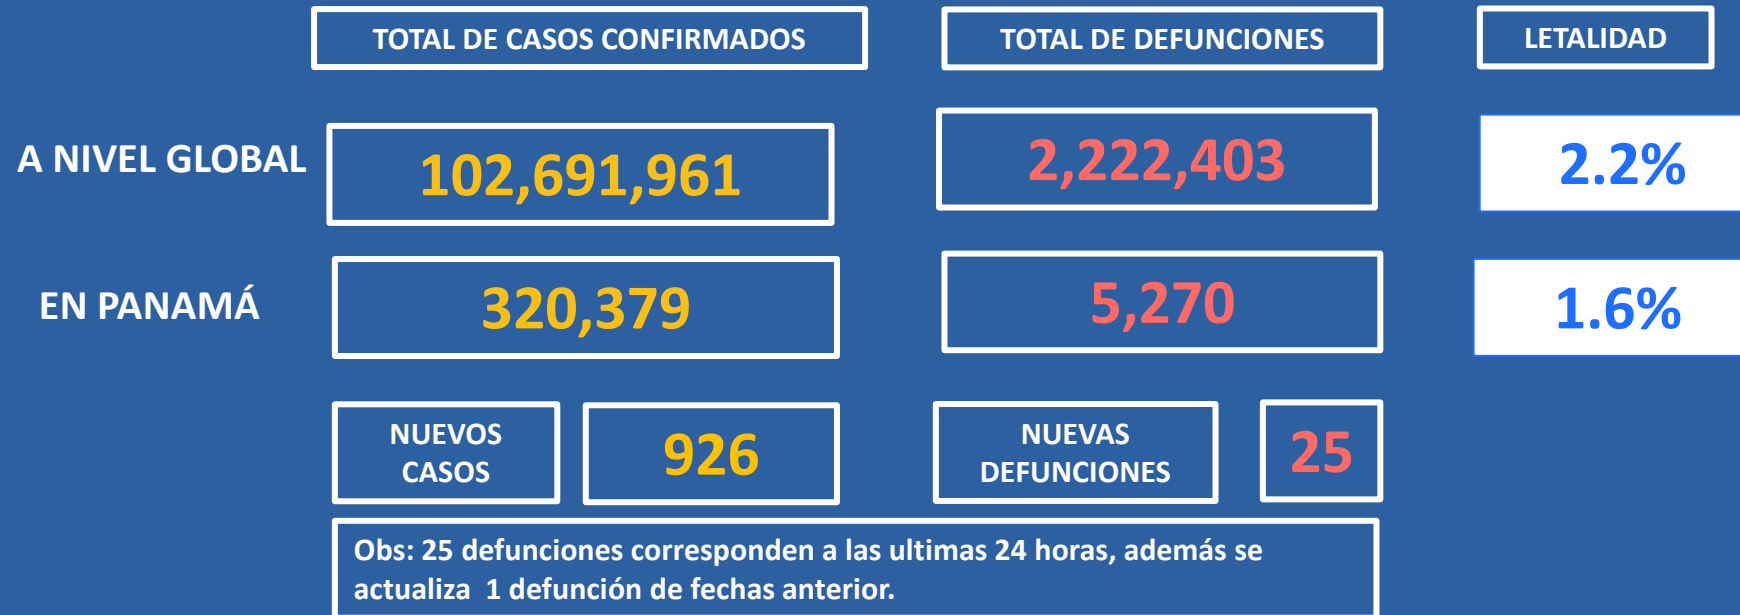 TOTAL DE CASOS CONFIRMADOS
TOTAL DE DEFUNCIONES
LETALIDAD
A NIVEL GLOBAL
102,691,961
2,222,403
2.2%
EN PANAMÁ
320,379
5,270
1.6%
NUEVOS
CASOS
926
NUEVAS
DEFUNCIONES
25
Obs: 25 defunciones corresponden a las ultimas 24 horas, además se
actualiza 1 defunción de fechas anterior.